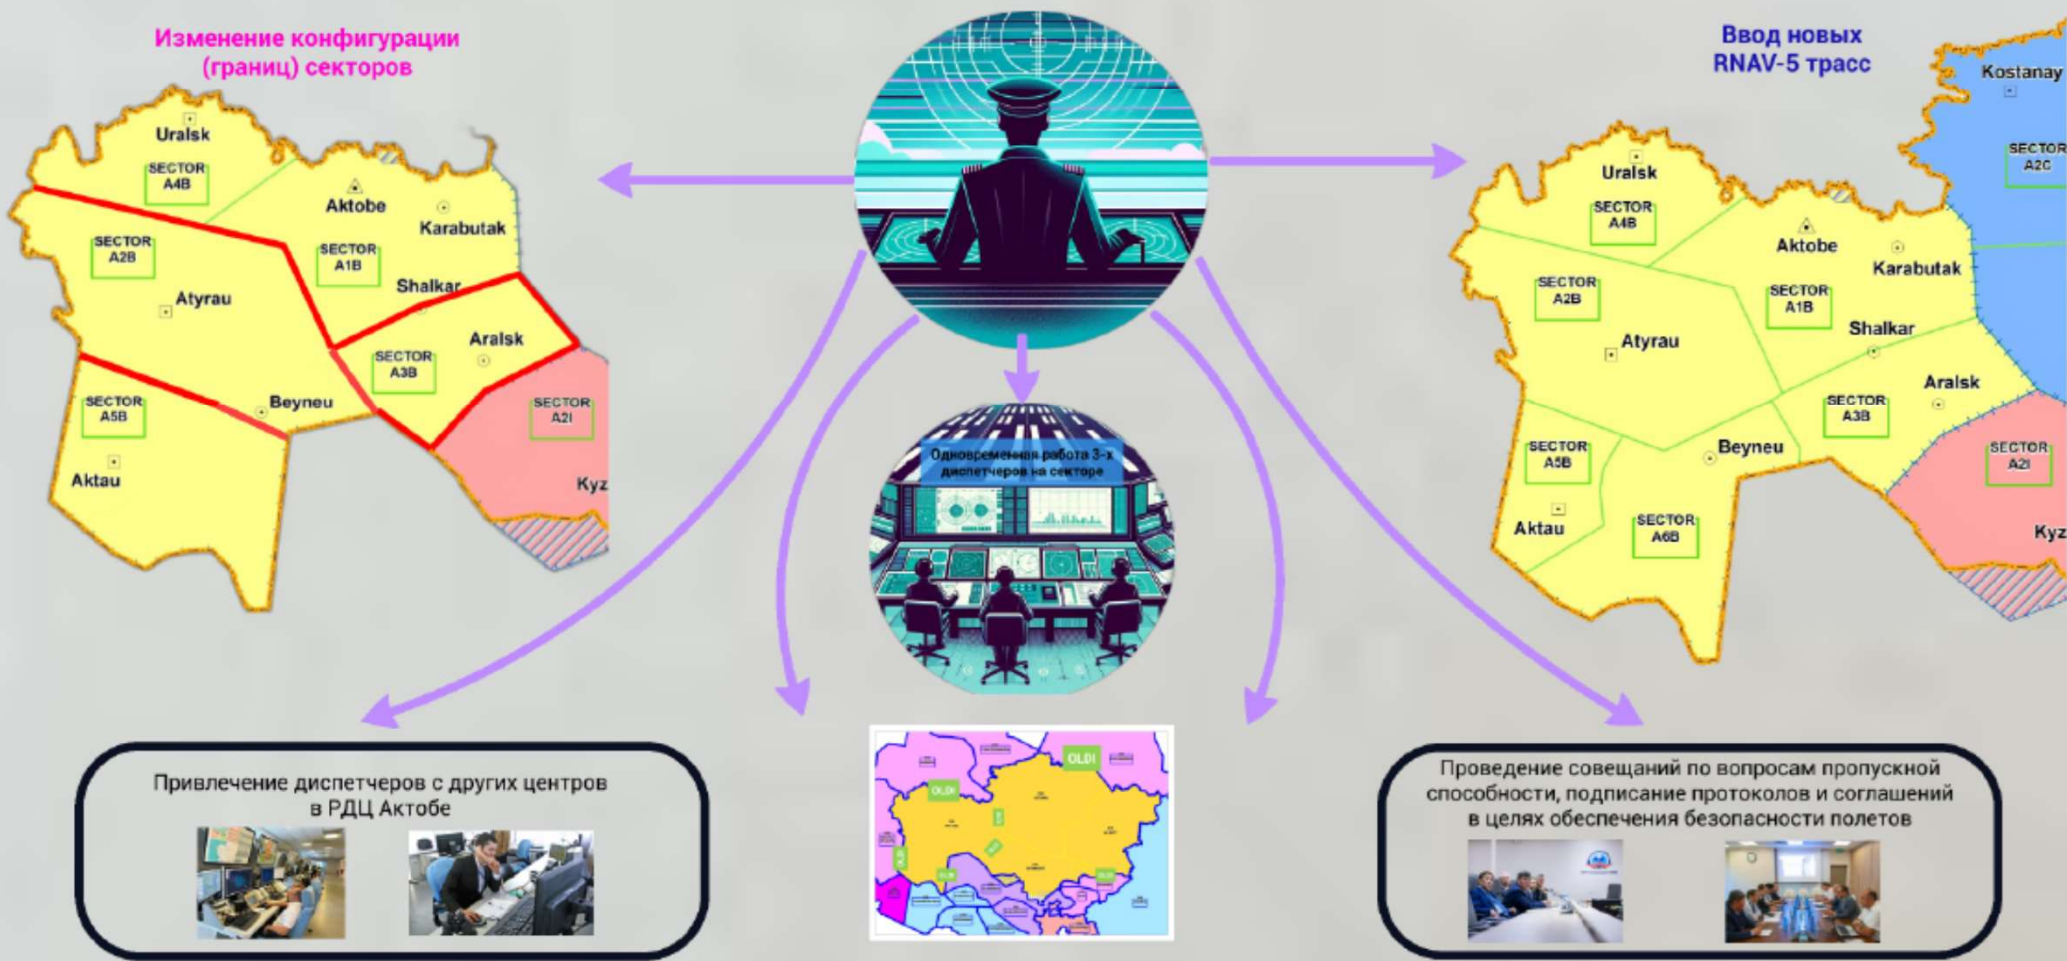 Изменение конфигурации
(границ) секторов
Uralsk
SECTOR
A4B
Aktobe
Karabutak
SECTOR
A2B
SECTOR
A1B
Shalkar
Atyrau
Aralsk
SECTOR
A3B
SECTOR
A5B
Beyneu
SECTOR
A2I
Aktau
Kyz
Одновременная работа 3-х
диспетчеров на секторе
Ввод новых
RNAV-5 трасс
Kostanay
SECTOR
A2C
Uralsk
SECTOR
A4B
Aktobe
Karabutak
SECTOR
A2B
SECTOR
A1B
Shalkar
Atyrau
Aralsk
SECTOR
A3B
SECTOR
A5B
Beyneu
SECTOR
A2I
Aktau
SECTOR
A6B
Kyz
Привлечение диспетчеров с других центров
в РДЦ Актобе
OLDI
OLDI
OLDI
OLDI
OLDI
Проведение совещаний по вопросам пропускной
способности, подписание протоколов и соглашений
в целях обеспечения безопасности полетов